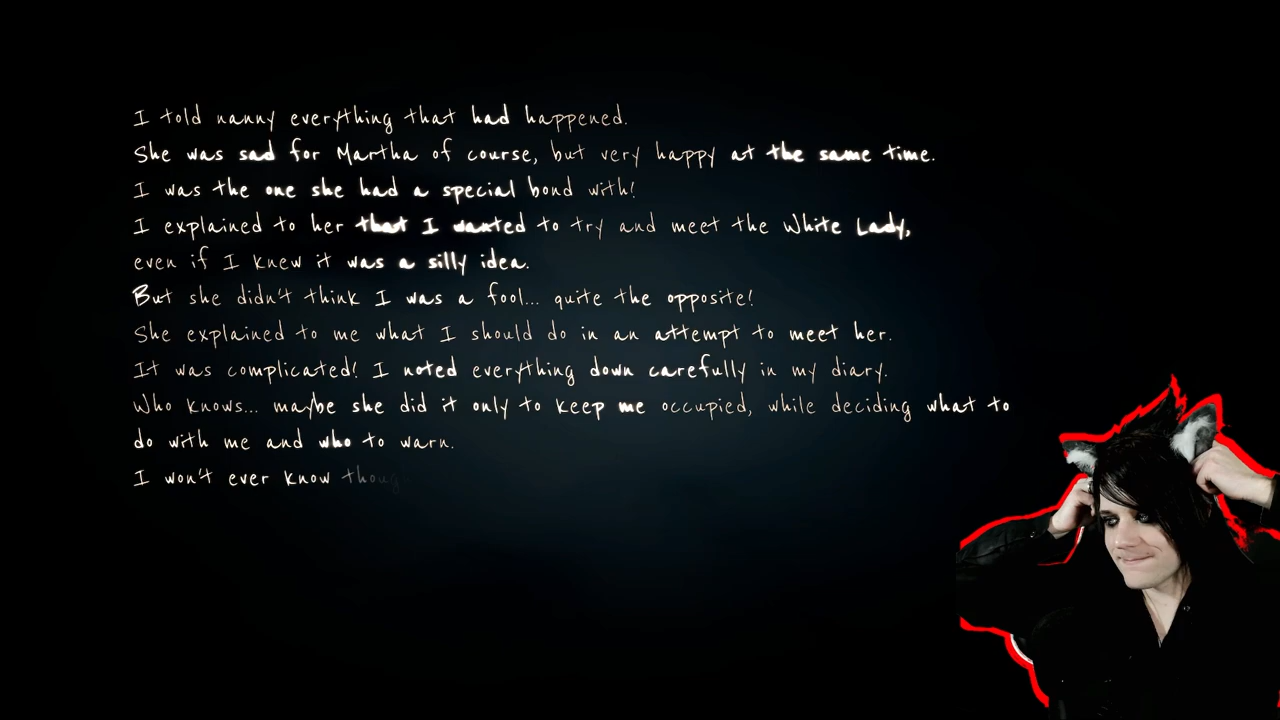 I told nanny everything that had happened.
She was sad for Martha of course, but very happy at the same time.
I was the one she had a special bond with!
I explained to her that I wanted to try and meet the White Lady,
even if I knew it was a silly idea.
But she didn't think I was a fool... quite the opposite!
She explained to me what I should do in an attempt to meet her.
It was complicated! I noted everything down carefully in my diary.
Who knows... maybe she did it only to keep me occupied, while deciding what to
do with me and who to warn.
I won't ever know thoug